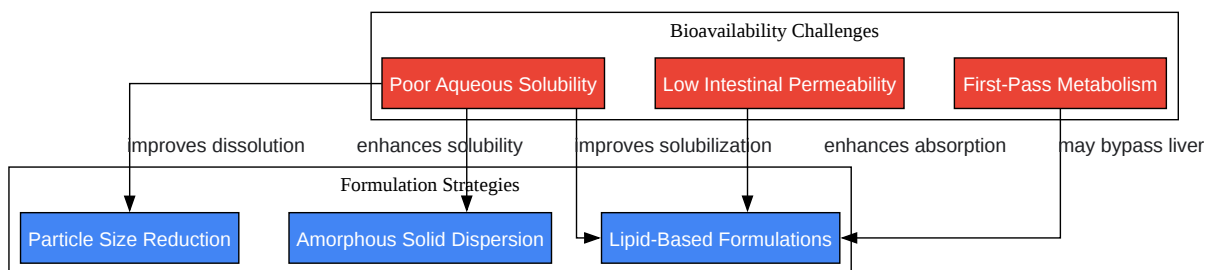 Bioavailability Challenges
Poor Aqueous Solubility
Low Intestinal Permeability
First-Pass Metabolism
improves dissolution
enhances solubility
improves solubilization
enhances absorption
may bypass liver
Formulation Strategies
Particle Size Reduction
Amorphous Solid Dispersion
Lipid-Based Formulations